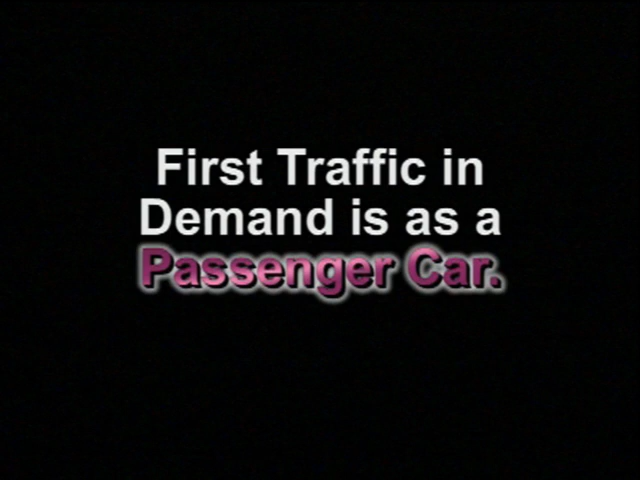 First Traffic in
Demand is as a
Passenger Car.